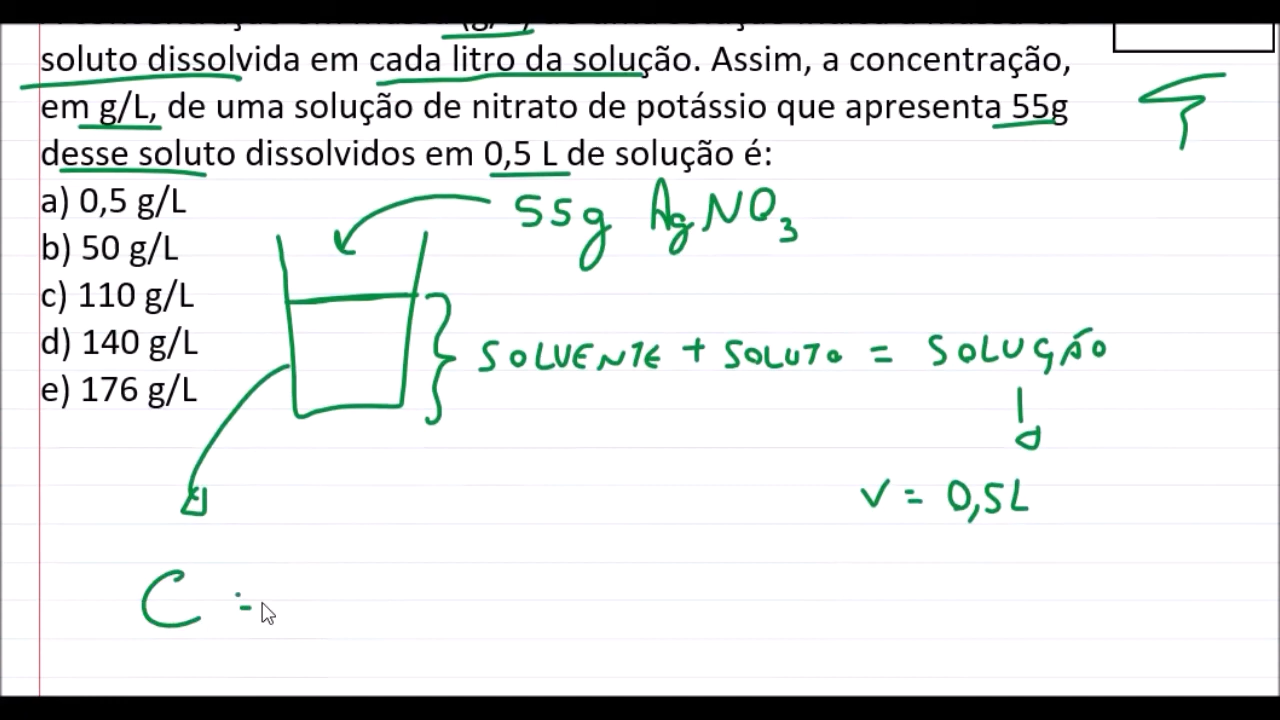 (g/L)
soluto dissolvida em cada litro da solução. Assim, a concentração,
em g/L, de uma solução de nitrato de potássio que apresenta 55g
desse soluto dissolvidos em 0,5 L de solução é:
a) 0,5 g/L
55g AgNO3
b) 50 g/L
c) 110 g/L
d) 140 g/L
SOLVENTE + SOLUTO = SOLUÇÃO
e) 176 g/L
V = 0,5L
C =